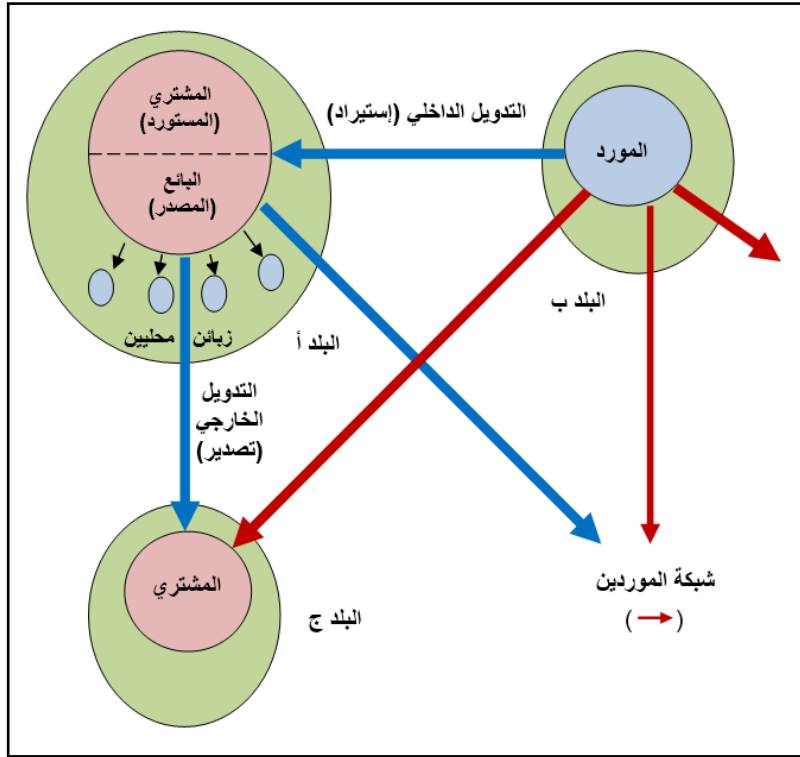 المشتري
(المستورد)
البائع
(المصدر)
التدويل الداخلي (إستيراد)
المورد
البلد ب
زبائن محليين
البلد أ
التدويل
الخارجي
(تصدير)
المشتري
البلد ج
شبكة الموردين
(→)